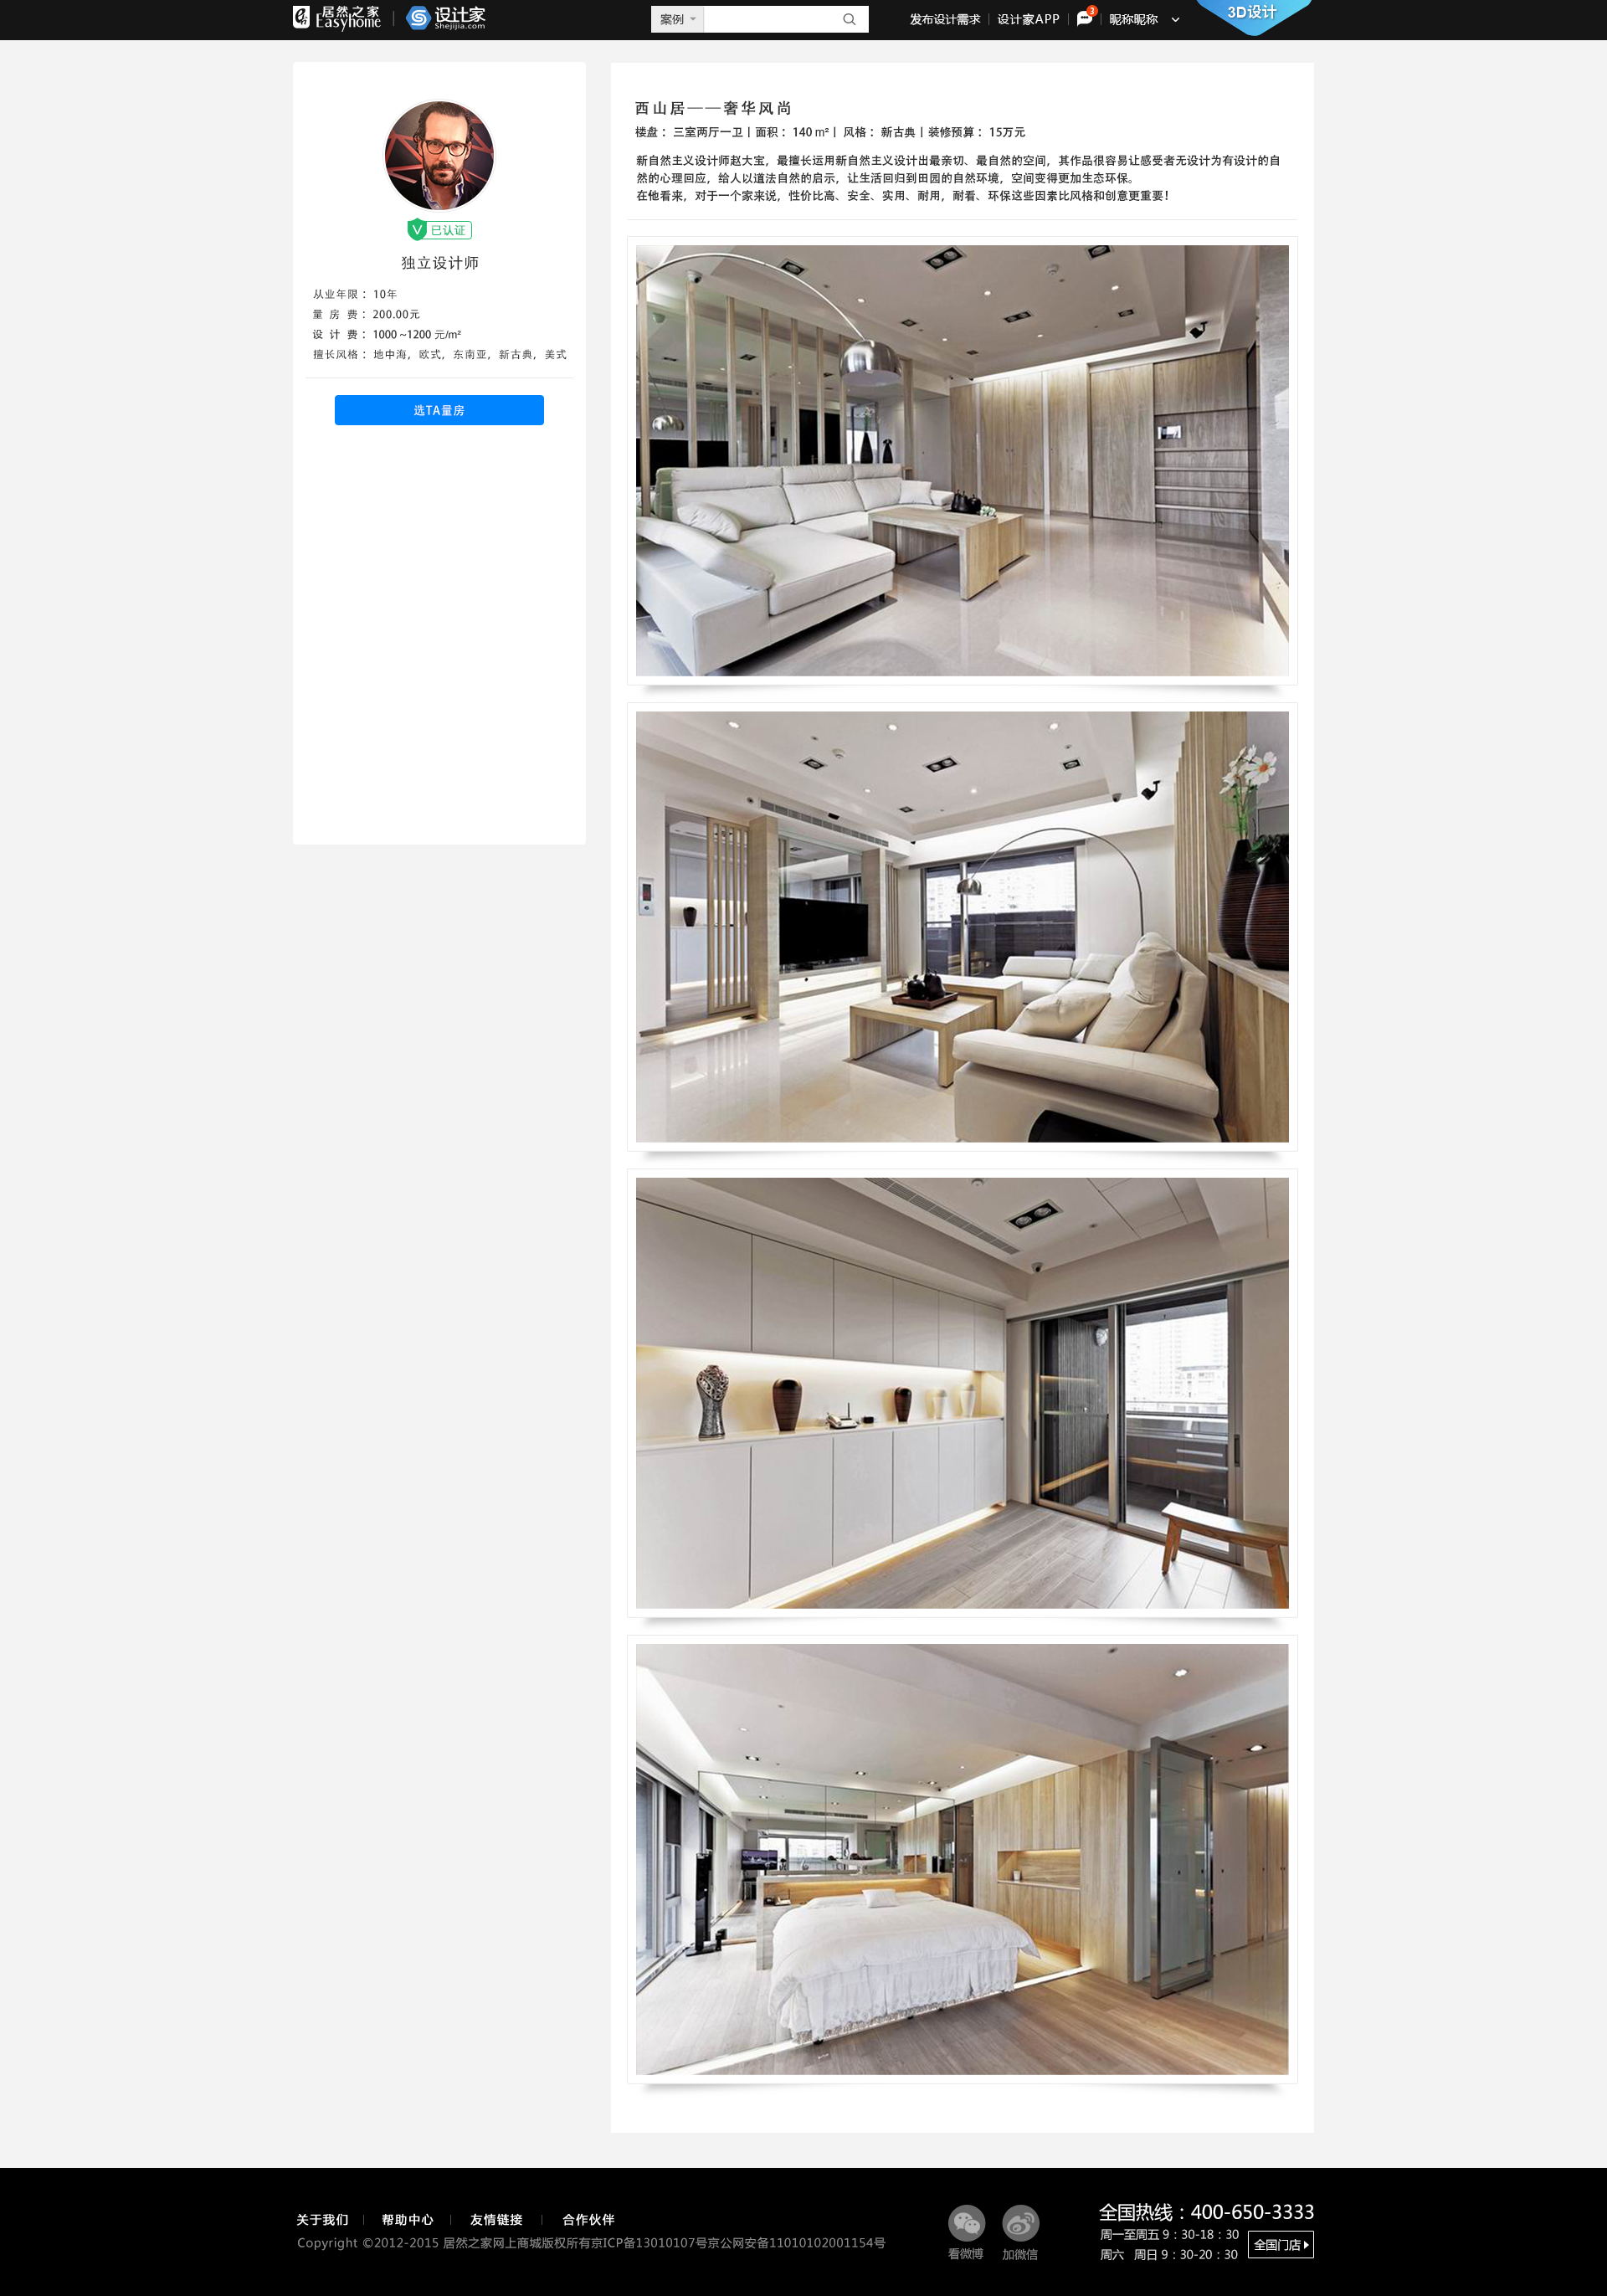 居然之家
Easyhome
设计家
Shejijia.com
案例
发布设计需求
设计家APP
3
昵称昵称
3D设计
已认证
独立设计师
从业年限：10年
量 房 费：200.00元
设 计 费：1000 ~1200 元/m²
擅长风格：地中海，欧式，东南亚，新古典，美式
选TA量房
西山居——奢华风尚
楼盘：三室两厅一卫丨面积：140 m²丨 风格：新古典丨装修预算：15万元
新自然主义设计师赵大宝，最擅长运用新自然主义设计出最亲切、最自然的空间，其作品很容易让感受者无设计为有设计的自
然的心理回应，给人以道法自然的启示，让生活回归到田园的自然环境，空间变得更加生态环保。
在他看来，对于一个家来说，性价比高、安全、实用、耐用，耐看、环保这些因素比风格和创意更重要！
关于我们 | 帮助中心 | 友情链接 | 合作伙伴
Copyright ©2012-2015 居然之家网上商城版权所有京ICP备13010107号京公网安备11010102001154号
看微博
加微信
全国热线：400-650-3333
周一至周五 9：30-18：30
周六 周日 9：30-20：30
全国门店